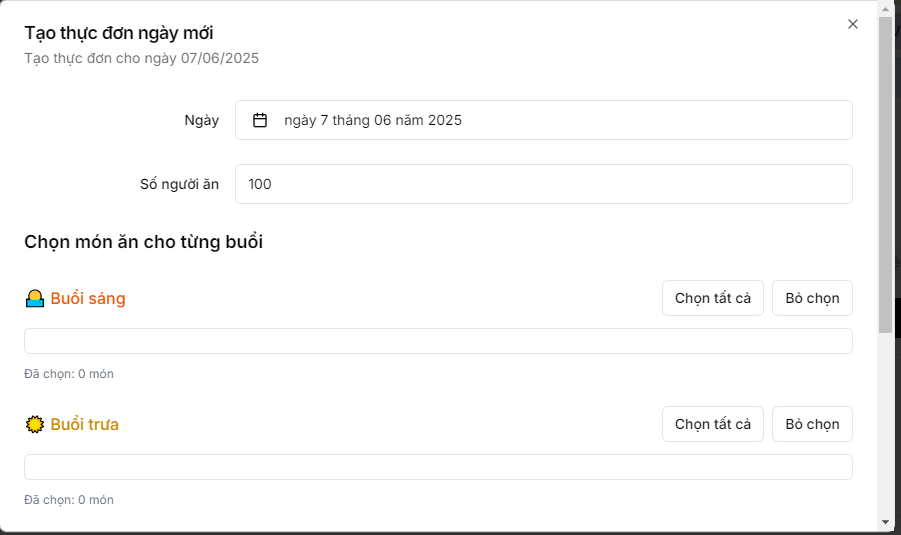 Tạo thực đơn ngày mới
Tạo thực đơn cho ngày 07/06/2025
Ngày
ngày 7 tháng 06 năm 2025
Số người ăn
100
Chọn món ăn cho từng buổi
Buổi sáng
Chọn tất cả
Bỏ chọn
Đã chọn: 0 món
Buổi trưa
Chọn tất cả
Bỏ chọn
Đã chọn: 0 món